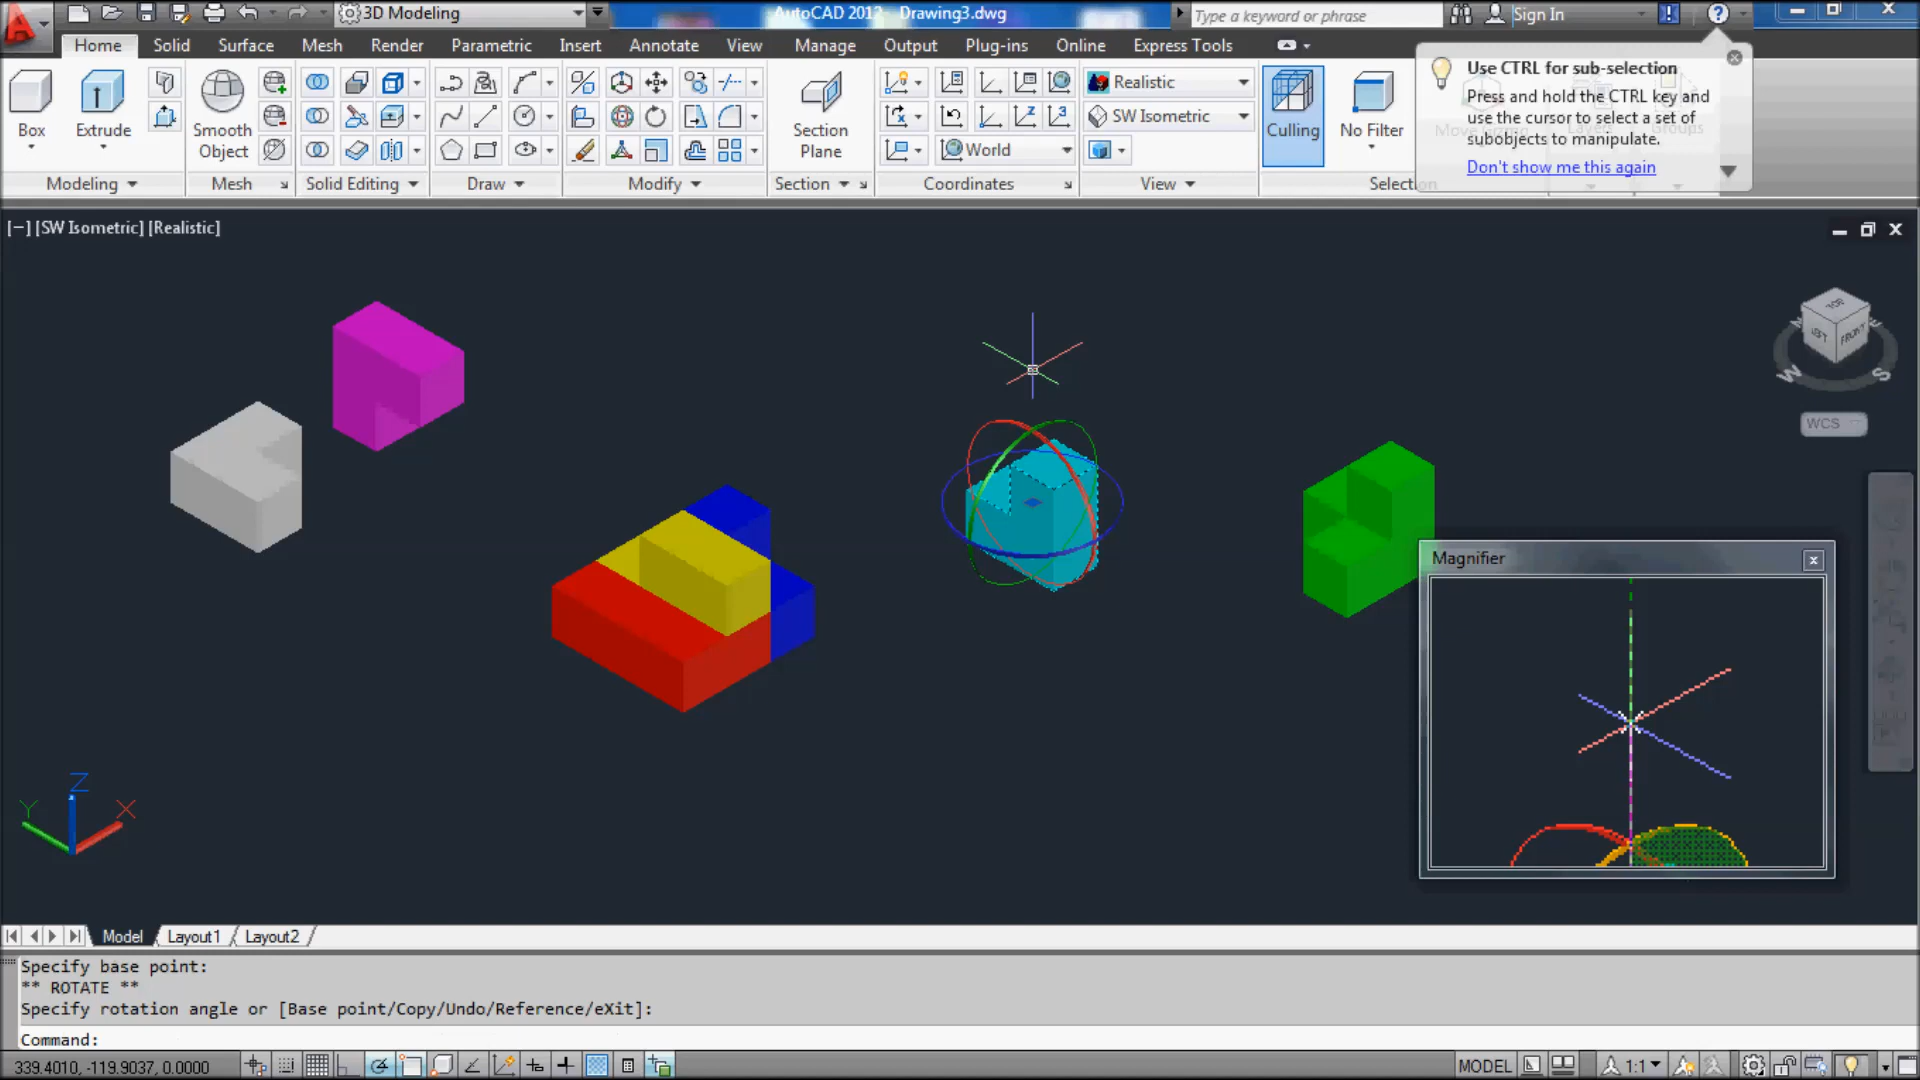 3D Modeling
AutoCAD 2012 - Drawing3.dwg
Type a keyword or phrase
Sign In
Home Solid Surface Mesh Render Parametric Insert Annotate View Manage Output Plug-ins Online Express Tools
Use CTRL for sub-selection
Press and hold the CTRL key and
use the cursor to select a set of
subobjects to manipulate.
Don't show me this again
Box
Extrude
Smooth
Object
Section
Plane
Realistic
SW Isometric
World
Culling
No Filter
Modeling
Mesh
Solid Editing
Draw
Modify
Section
Coordinates
View
[−] [SW Isometric] [Realistic]
TOP
LEFT
FRONT
W
S
WCS
Magnifier
Z
Y
X
Model
Layout1
Layout2
Specify base point:
** ROTATE **
Specify rotation angle or [Base point/Copy/Undo/Reference/eXit]:
Command:
339.4010, -119.9037, 0.0000
MODEL
1:1